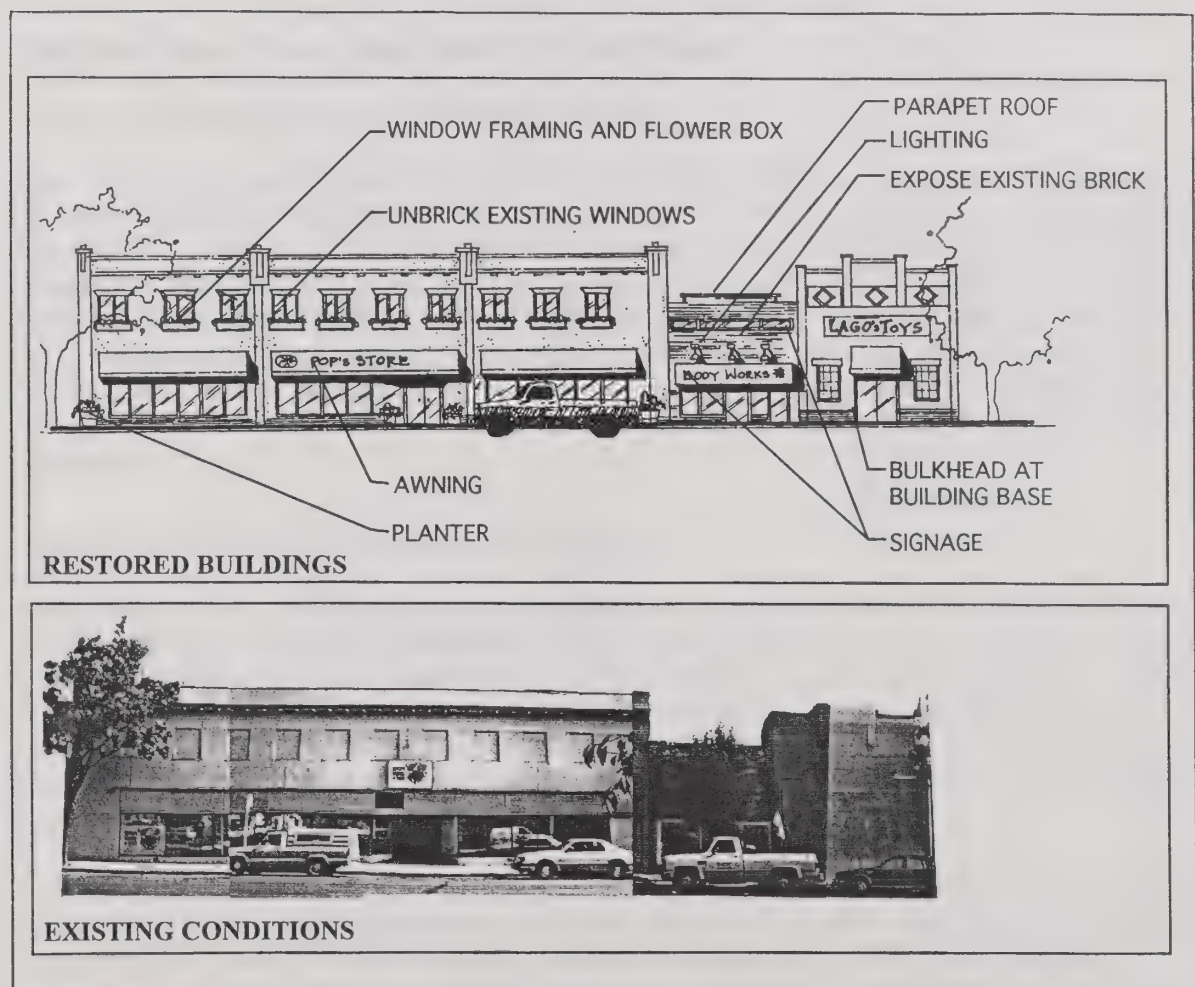 PARAPET ROOF
WINDOW FRAMING AND FLOWER BOX
LIGHTING
EXPOSE EXISTING BRICK
UNBRICK EXISTING WINDOWS
LAGO'S TOYS
POP'S STORE
BODY WORKS
AWNING
BULKHEAD AT
BUILDING BASE
PLANTER
SIGNAGE
RESTORED BUILDINGS
EXISTING CONDITIONS